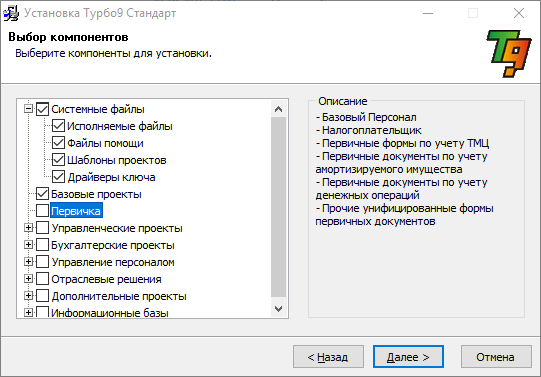 Установка Турбо9 Стандарт
Выбор компонентов
Выберите компоненты для установки.
Т9
Системные файлы
Исполняемые файлы
Файлы помощи
Шаблоны проектов
Драйверы ключа
Базовые проекты
Первичка
Управленческие проекты
Бухгалтерские проекты
Управление персоналом
Отраслевые решения
Дополнительные проекты
Информационные базы
Описание
- Базовый Персонал
- Налогоплательщик
- Первичные формы по учету ТМЦ
- Первичные документы по учету
амортизируемого имущества
- Первичные документы по учету
денежных операций
- Прочие унифицированные формы
первичных документов
< Назад
Далее >
Отмена